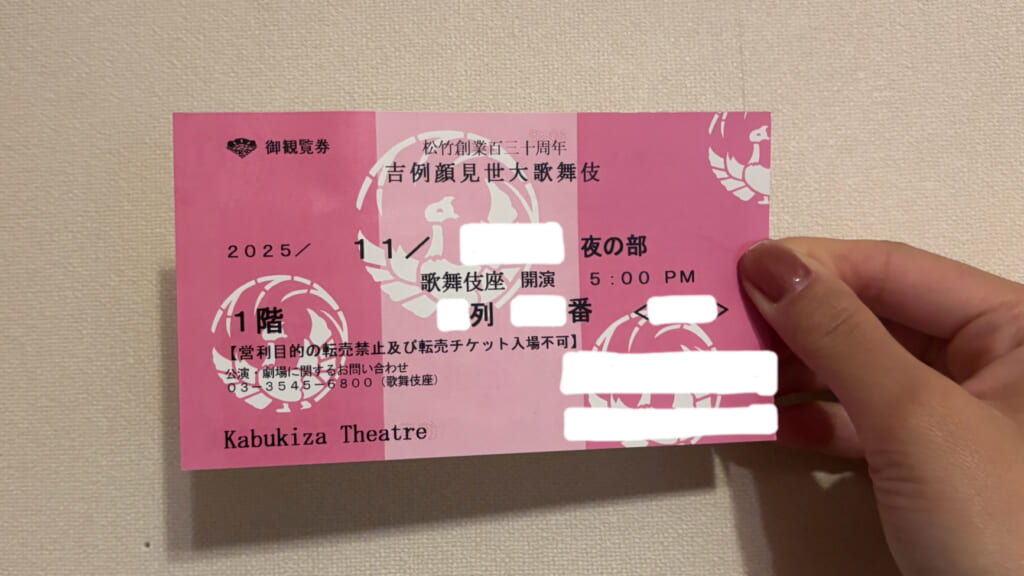 御観覧券
松竹創業百三十周年
吉例顔見世大歌舞伎
2025/ 11/ 夜の部
歌舞伎座 開演 5:00 PM
1階 列 番 < >
【営利目的の転売禁止及び転売チケット入場不可】
公演・劇場に関するお問い合わせ
03-3545-6800(歌舞伎座)
Kabukiza Theatre